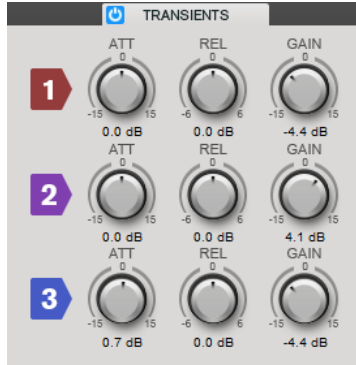 TRANSIENTS
ATT REL GAIN
0 0 0
1
-15 15 -6 6 -15 15
0.0 dB 0.0 dB -4.4 dB
ATT REL GAIN
0 0 0
2
-15 15 -6 6 -15 15
0.0 dB 0.0 dB 4.1 dB
ATT REL GAIN
0 0 0
3
-15 15 -6 6 -15 15
0.7 dB 0.0 dB -4.4 dB